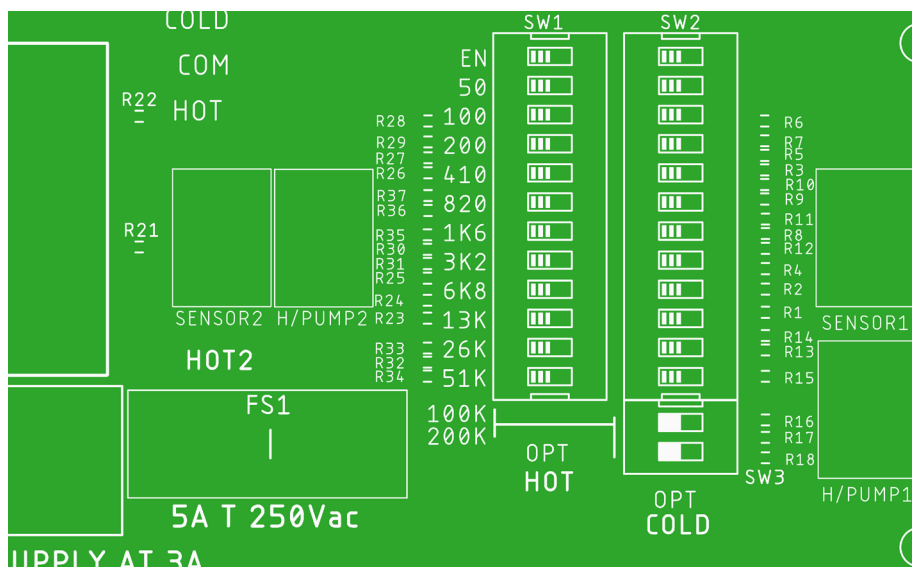 COLD
COM
HOT
R22
R21
SENSOR2
H/PUMP2
HOT2
FS1
5A T 250Vac
UPPLY AT 3A
R28
R29
R27
R26
R37
R36
R35
R30
R31
R25
R24
R23
R33
R32
R34
EN
50
100
200
410
820
1K6
3K2
6K8
13K
26K
51K
100K
200K
SW1
OPT
HOT
SW2
SW3
OPT
COLD
R6
R7
R5
R3
R10
R9
R11
R8
R12
R4
R2
R1
R14
R13
R15
R16
R17
R18
SENSOR1
H/PUMP1